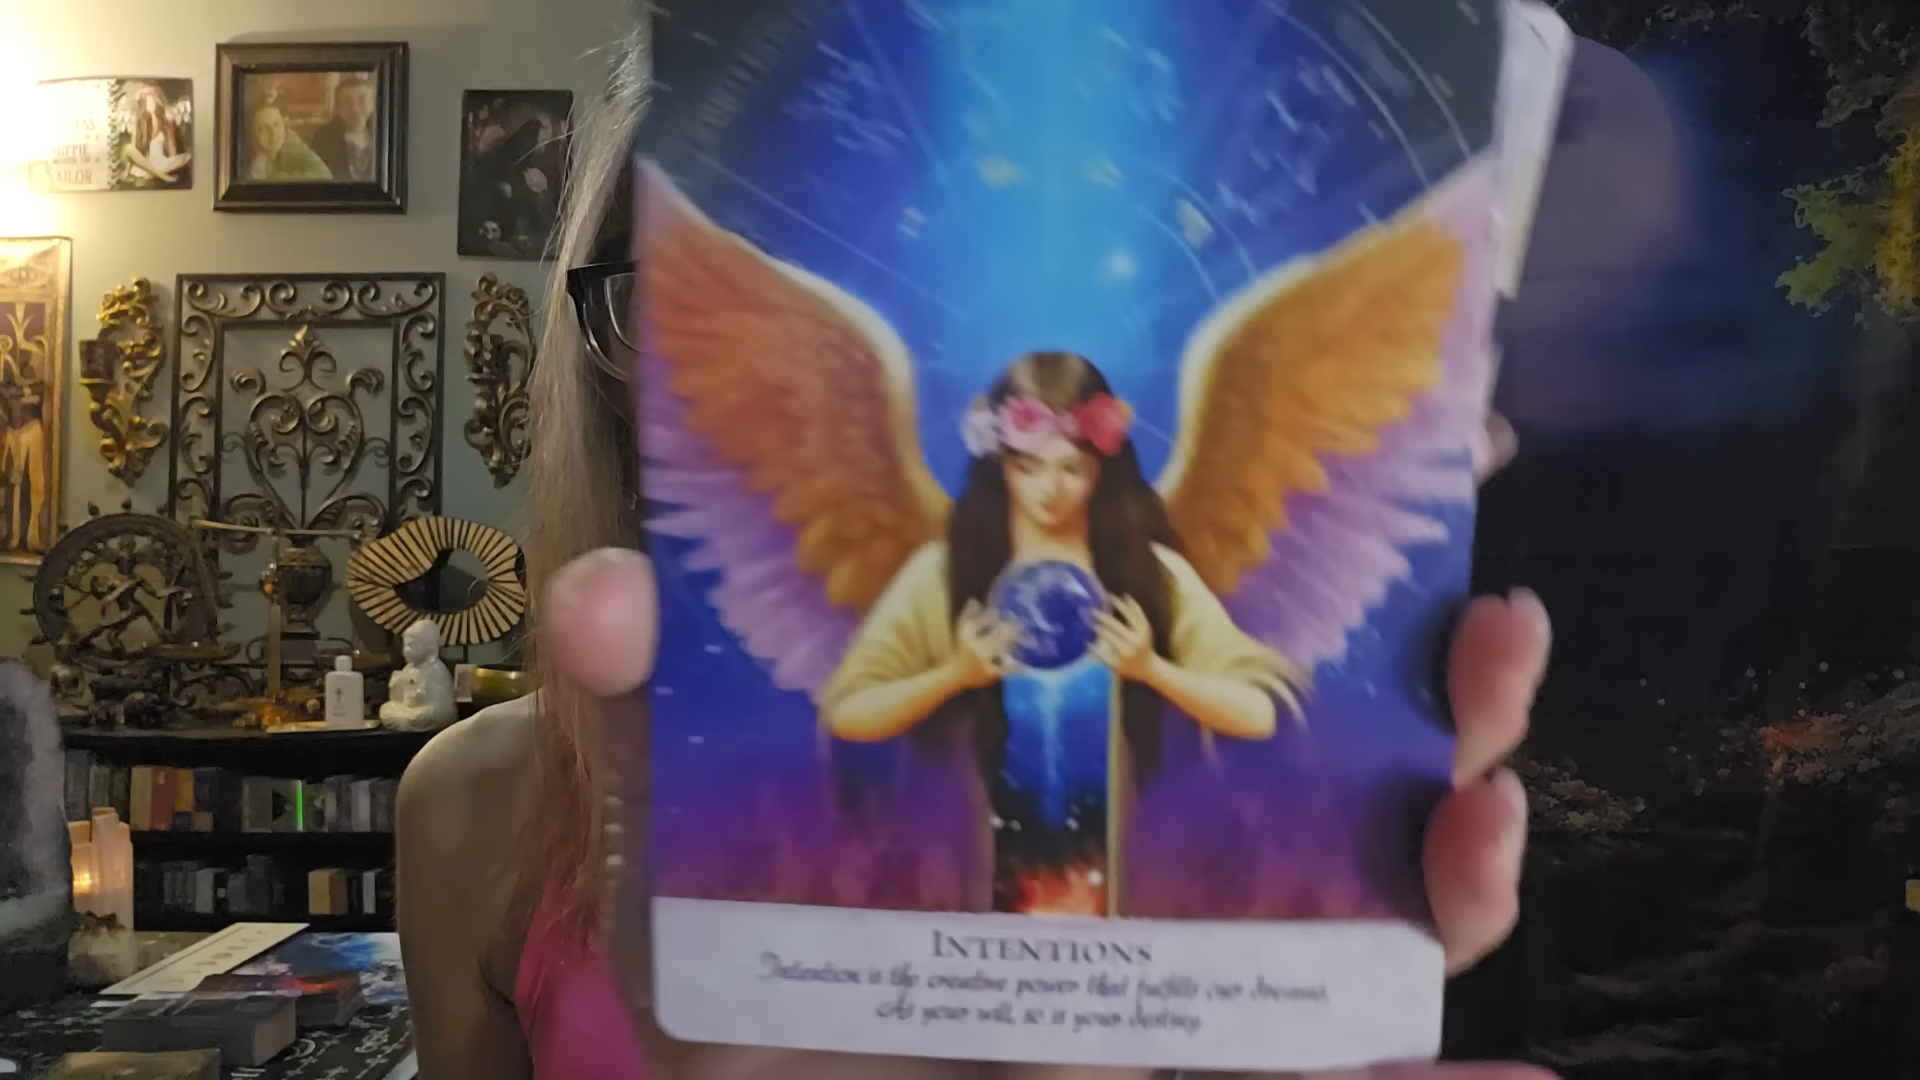 SAILOR
INTENTIONS
Intention is the creative power that fulfills our dreams.
As your will, so is your destiny.